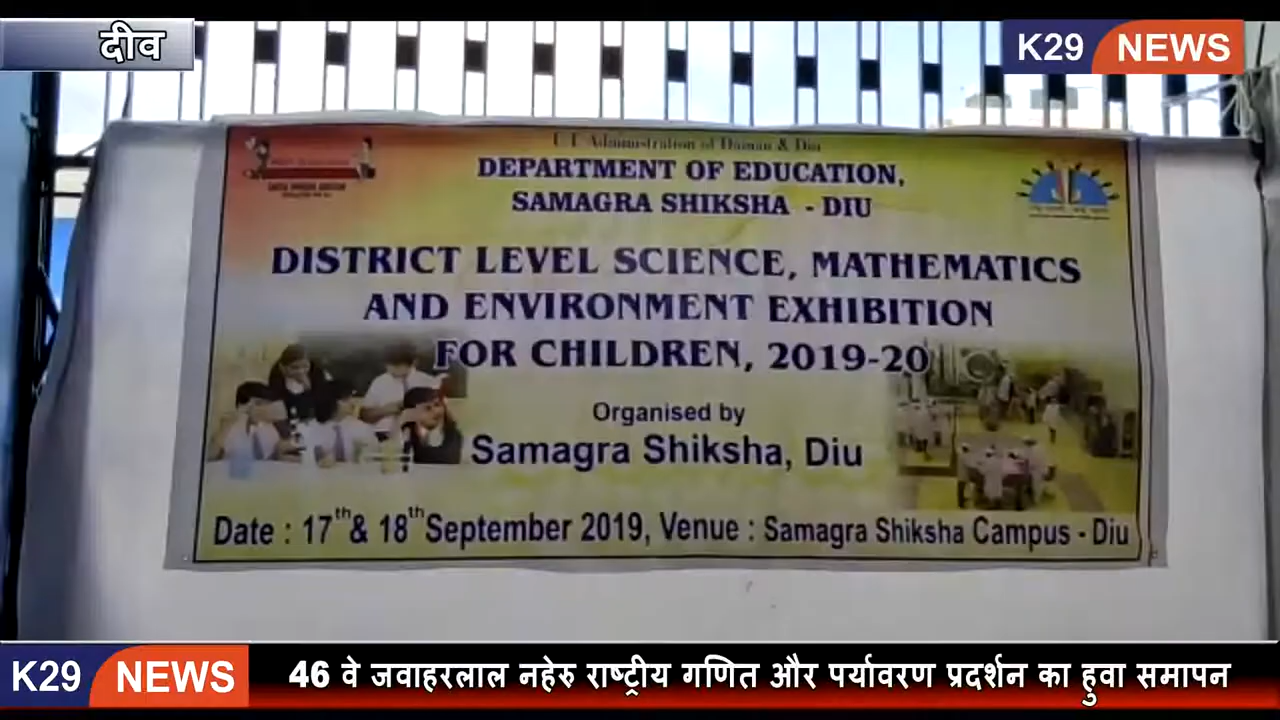 दीव
K29 NEWS
U T Administration of Daman & Diu
DEPARTMENT OF EDUCATION,
SAMAGRA SHIKSHA - DIU
DISTRICT LEVEL SCIENCE, MATHEMATICS
AND ENVIRONMENT EXHIBITION
FOR CHILDREN, 2019-20
Organised by
Samagra Shiksha, Diu
Date : 17th & 18th September 2019, Venue : Samagra Shiksha Campus - Diu
K29 NEWS
46 वे जवाहरलाल नहेरु राष्ट्रीय गणित और पर्यावरण प्रदर्शन का हुवा समापन